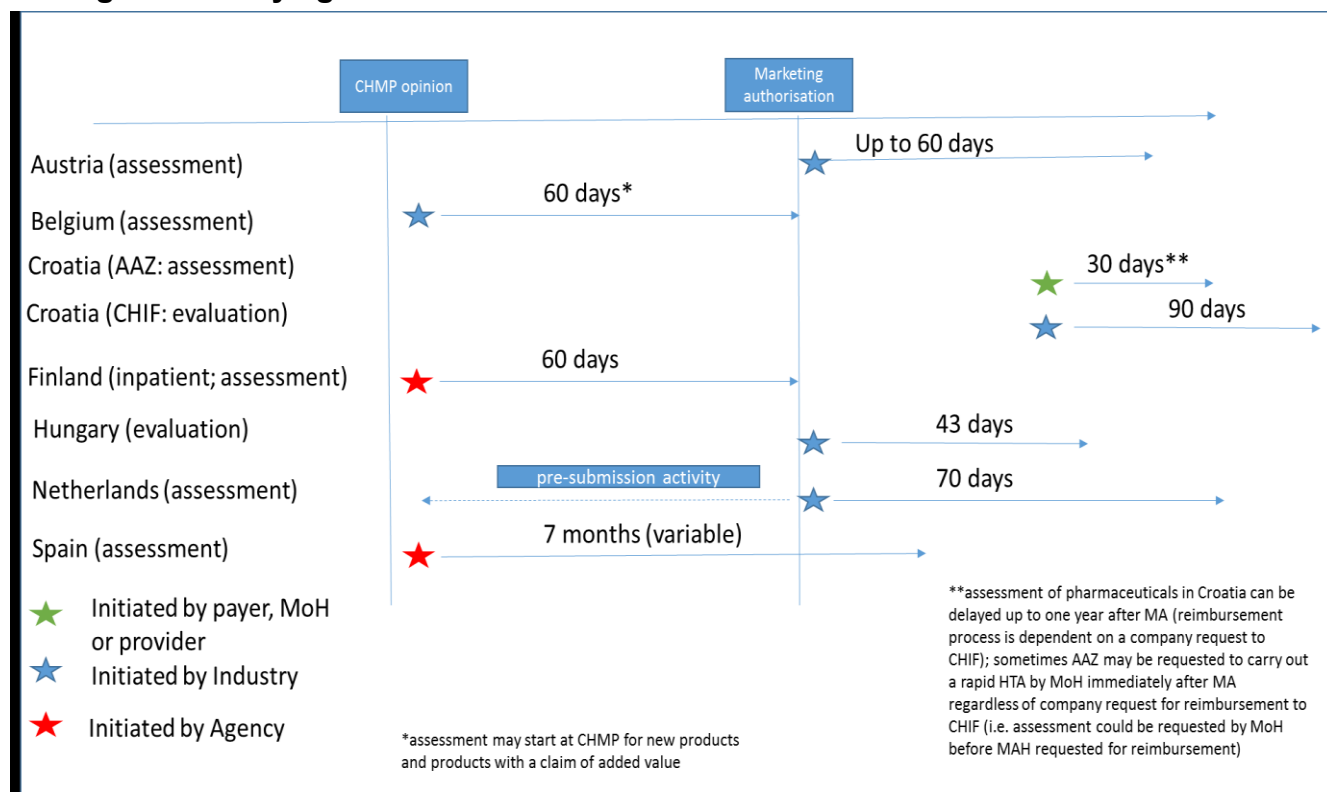 CHMP opinion
Marketing
authorisation
Austria (assessment)
Up to 60 days
Belgium (assessment)
60 days*
Croatia (AAZ: assessment)
30 days**
Croatia (CHIF: evaluation)
90 days
Finland (inpatient; assessment)
60 days
Hungary (evaluation)
43 days
Netherlands (assessment)
pre-submission activity
70 days
Spain (assessment)
7 months (variable)
Initiated by payer, MoH
or provider
Initiated by Industry
Initiated by Agency
*assessment may start at CHMP for new products
and products with a claim of added value
**assessment of pharmaceuticals in Croatia can be
delayed up to one year after MA (reimbursement
process is dependent on a company request to
CHIF); sometimes AAZ may be requested to carry out
a rapid HTA by MoH immediately after MA
regardless of company request for reimbursement to
CHIF (i.e. assessment could be requested by MoH
before MAH requested for reimbursement)